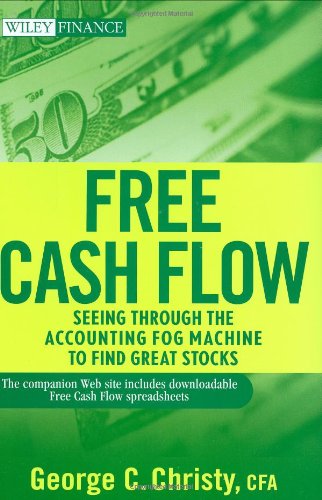 WILEY FINANCE
50
FREE
CASH FLOW
SEEING THROUGH THE
ACCOUNTING FOG MACHINE
TO FIND GREAT STOCKS
The companion Web site includes downloadable
Free Cash Flow spreadsheets
George C. Christy, CFA